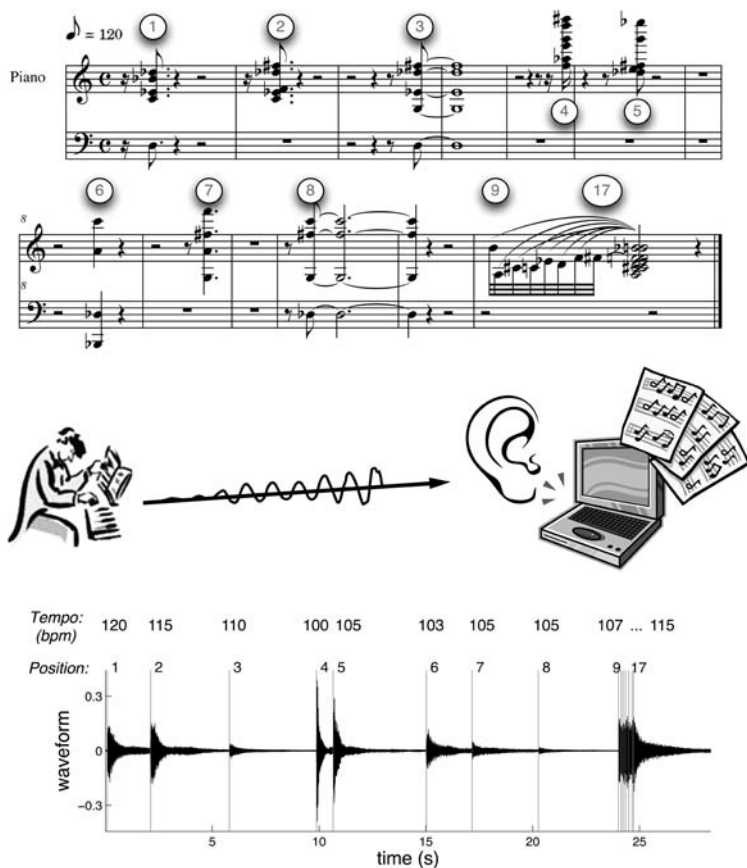 ♪ = 120
1 2 3
Piano
4 5
6 7 8 9 17
8
8
Tempo:
(bpm)
120 115 110 100 105 103 105 105 107 ... 115
Position: 1 2 3 4 5 6 7 8 9 17
0.3
0
−0.3
waveform
5 10 15 20 25
time (s)